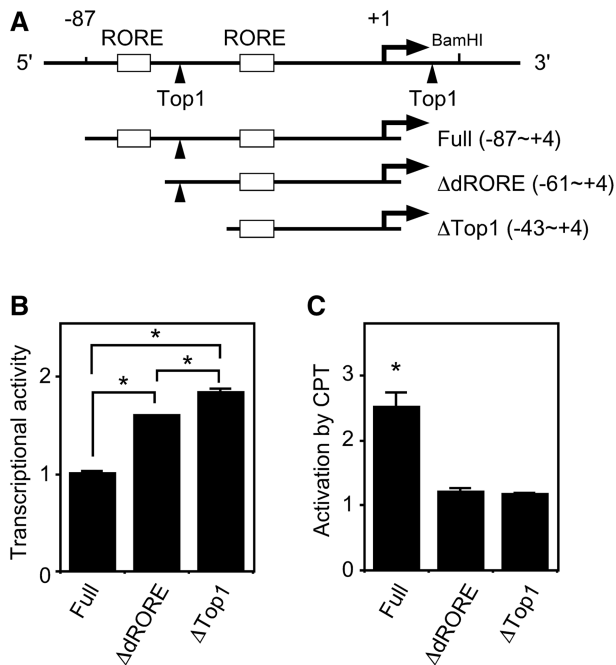 A
-87 RORE RORE +1 BamHI
5' 3'
Top1 Top1
Full (-87~+4)
ΔdRORE (-61~+4)
ΔTop1 (-43~+4)
B
Transcriptional activity
2
1
0
* * *
Full ΔdRORE ΔTop1
C
Activation by CPT
3
2
1
0
*
Full ΔdRORE ΔTop1